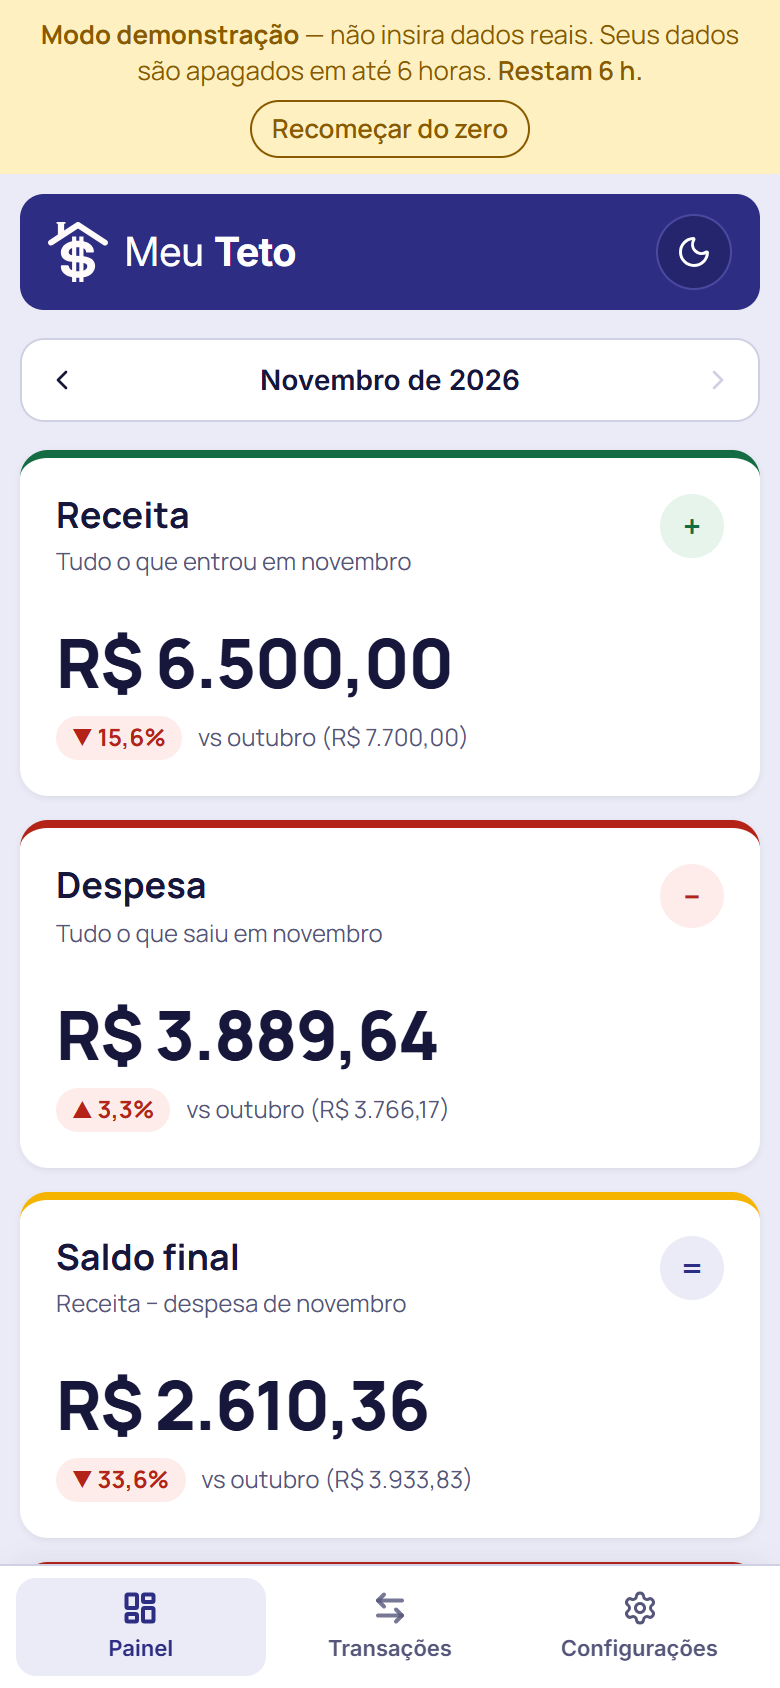 Modo demonstração — não insira dados reais. Seus dados
são apagados em até 6 horas. Restam 6 h.
Recomeçar do zero
Meu Teto
Novembro de 2026
Receita
+
Tudo o que entrou em novembro
R$ 6.500,00
▼ 15,6% vs outubro (R$ 7.700,00)
Despesa
−
Tudo o que saiu em novembro
R$ 3.889,64
▲ 3,3% vs outubro (R$ 3.766,17)
Saldo final
=
Receita − despesa de novembro
R$ 2.610,36
▼ 33,6% vs outubro (R$ 3.933,83)
Painel Transações Configurações